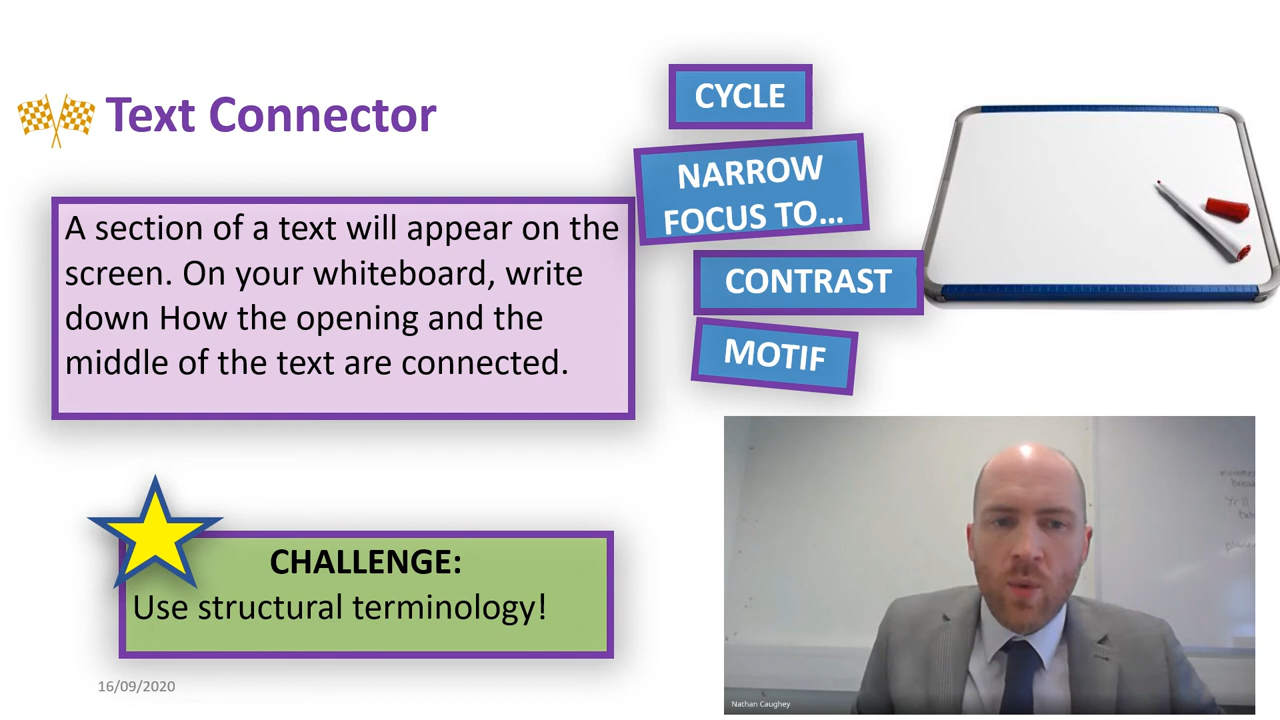 Text Connector
A section of a text will appear on the
screen. On your whiteboard, write
down How the opening and the
middle of the text are connected.
CYCLE
NARROW
FOCUS TO...
CONTRAST
MOTIF
CHALLENGE:
Use structural terminology!
16/09/2020
Nathan Caughey